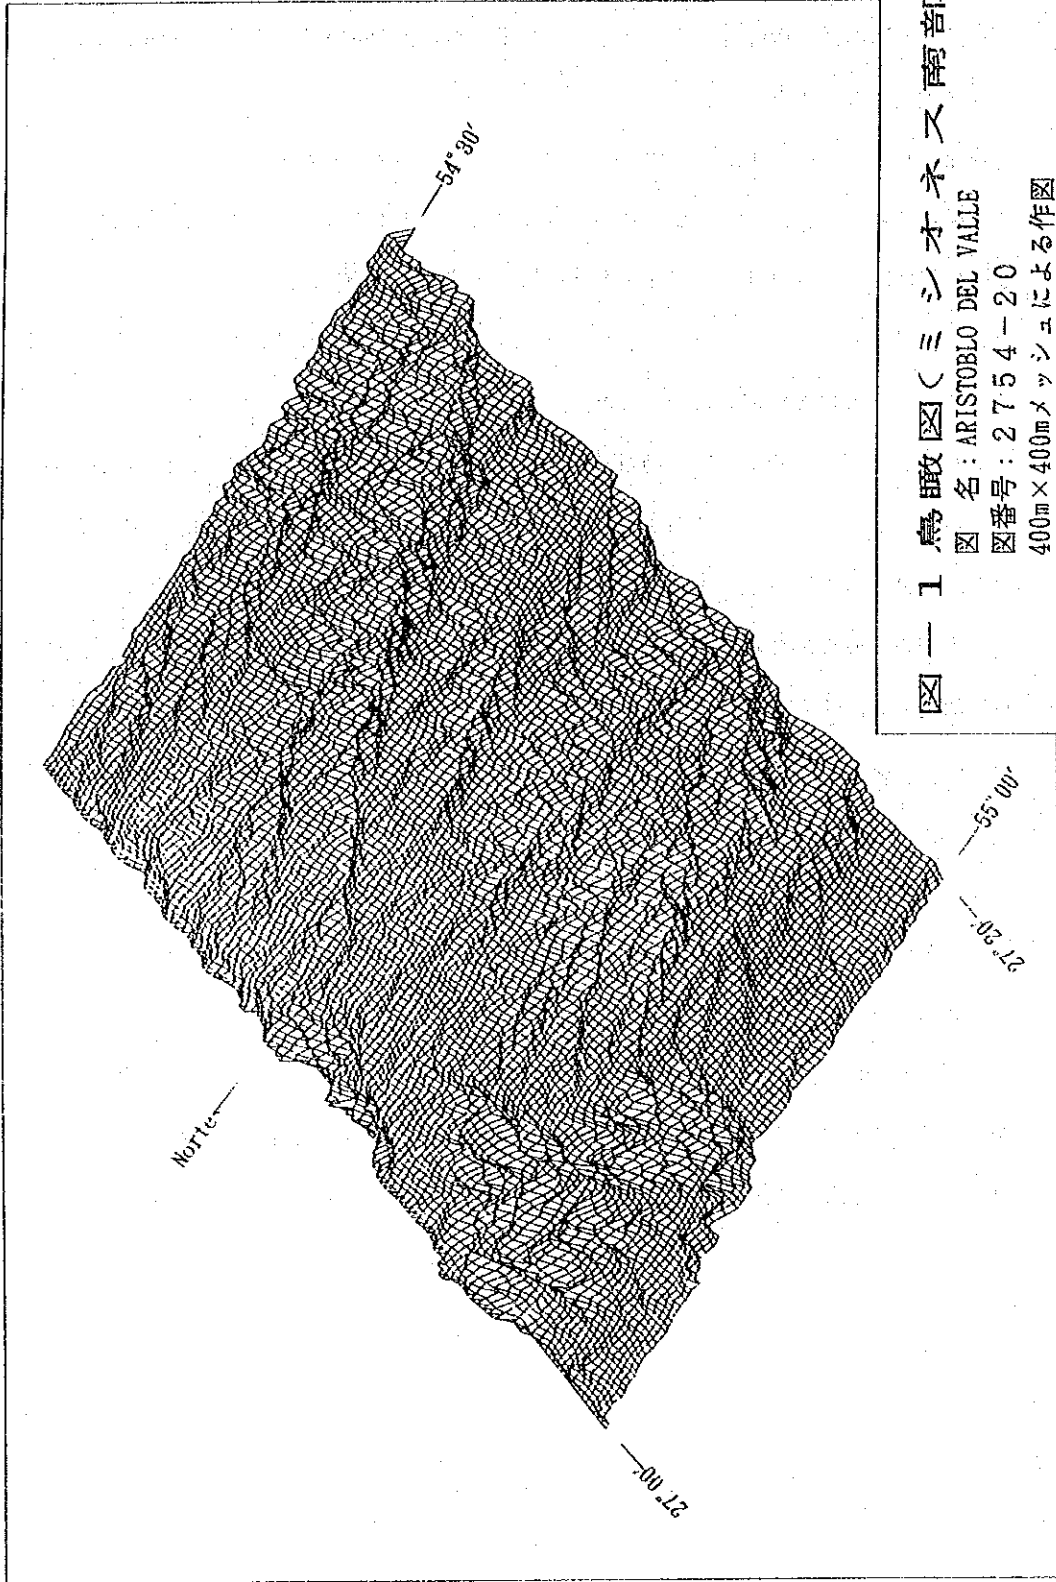 図－1 鳥瞰図(ミシオネス南部
図 名:ARISTOBLO DEL VALLE
図番号:2754-20
400m×400mメッシュによる作図
Norte
54°30′
55°00′
27°20′
27°00′